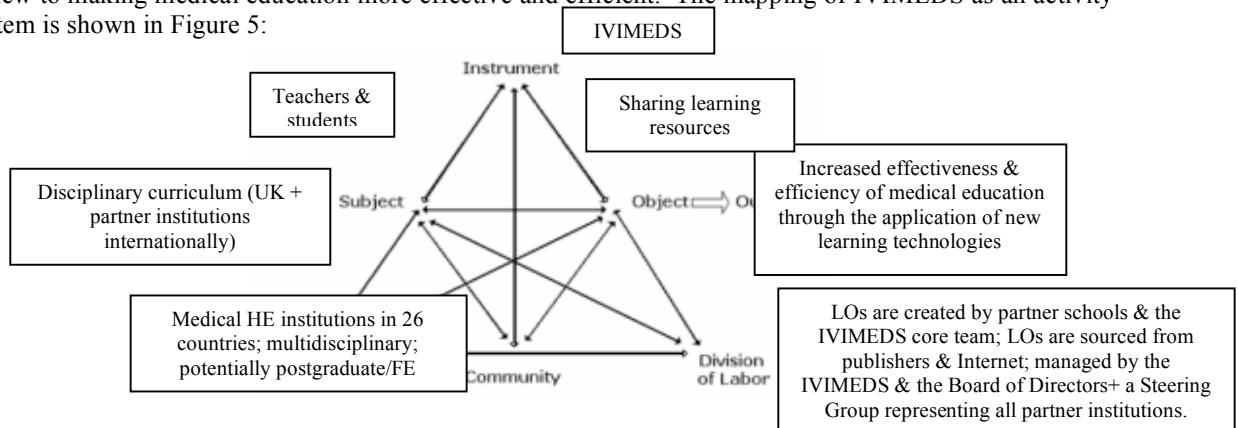 ew to making medical education more effective and efficient. The mapping of IVIMEDS as an activity
tem is shown in Figure 5:
IVIMEDS
Instrument
Teachers &
students
Sharing learning
resources
Disciplinary curriculum (UK +
partner institutions
internationally)
Subject
Object
Ou
Increased effectiveness &
efficiency of medical education
through the application of new
learning technologies
Medical HE institutions in 26
countries; multidisciplinary;
potentially postgraduate/FE
Community
Division
of Labor
LOs are created by partner schools & the
IVIMEDS core team; LOs are sourced from
publishers & Internet; managed by the
IVIMEDS & the Board of Directors+ a Steering
Group representing all partner institutions.